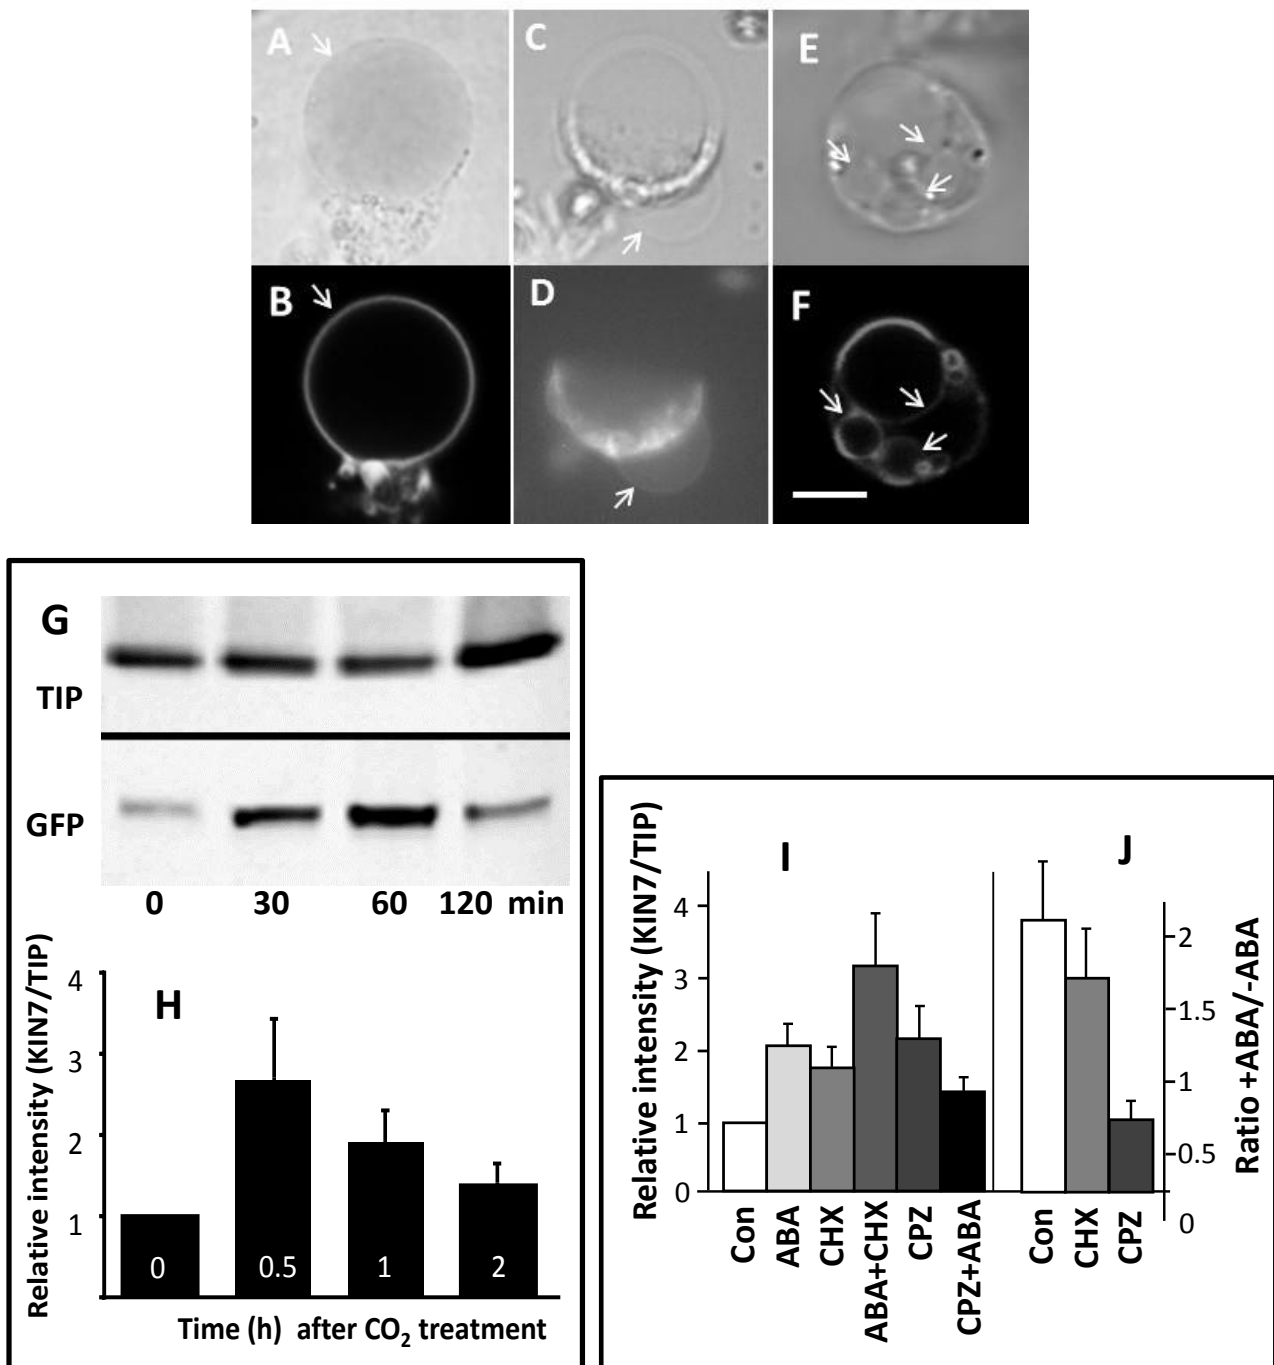 A
C
E
B
D
F
G
TIP
GFP
0 30 60 120 min
Relative intensity (KIN7/TIP)
4
3
2
1
H
0 0.5 1 2
Time (h) after CO₂ treatment
I
Relative intensity (KIN7/TIP)
4
3
2
1
0
Con
ABA
CHX
ABA+CHX
CPZ
CPZ+ABA
J
Con
CHX
CPZ
2
1.5
1
0.5
0
Ratio +ABA/-ABA